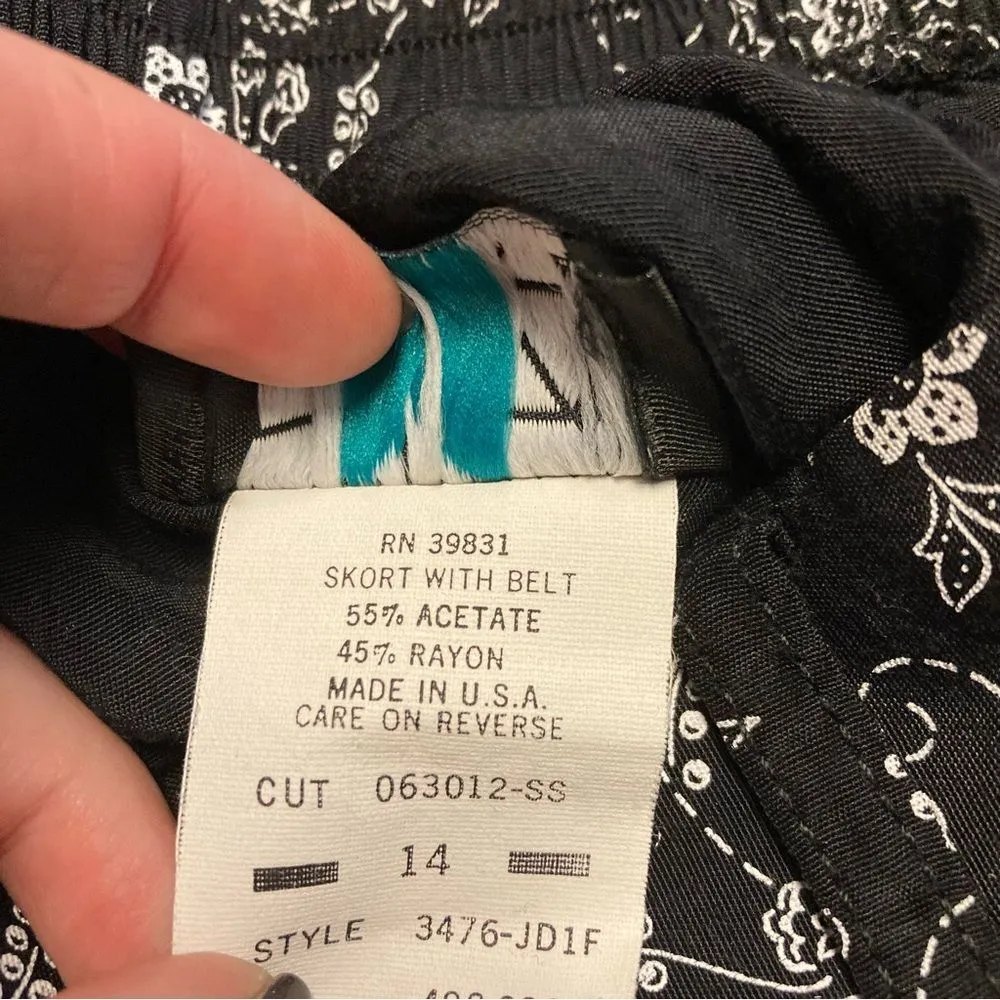 RN 39831
SKORT WITH BELT
55% ACETATE
45% RAYON
MADE IN U.S.A.
CARE ON REVERSE
CUT 063012-SS
14
STYLE 3476-JD1F